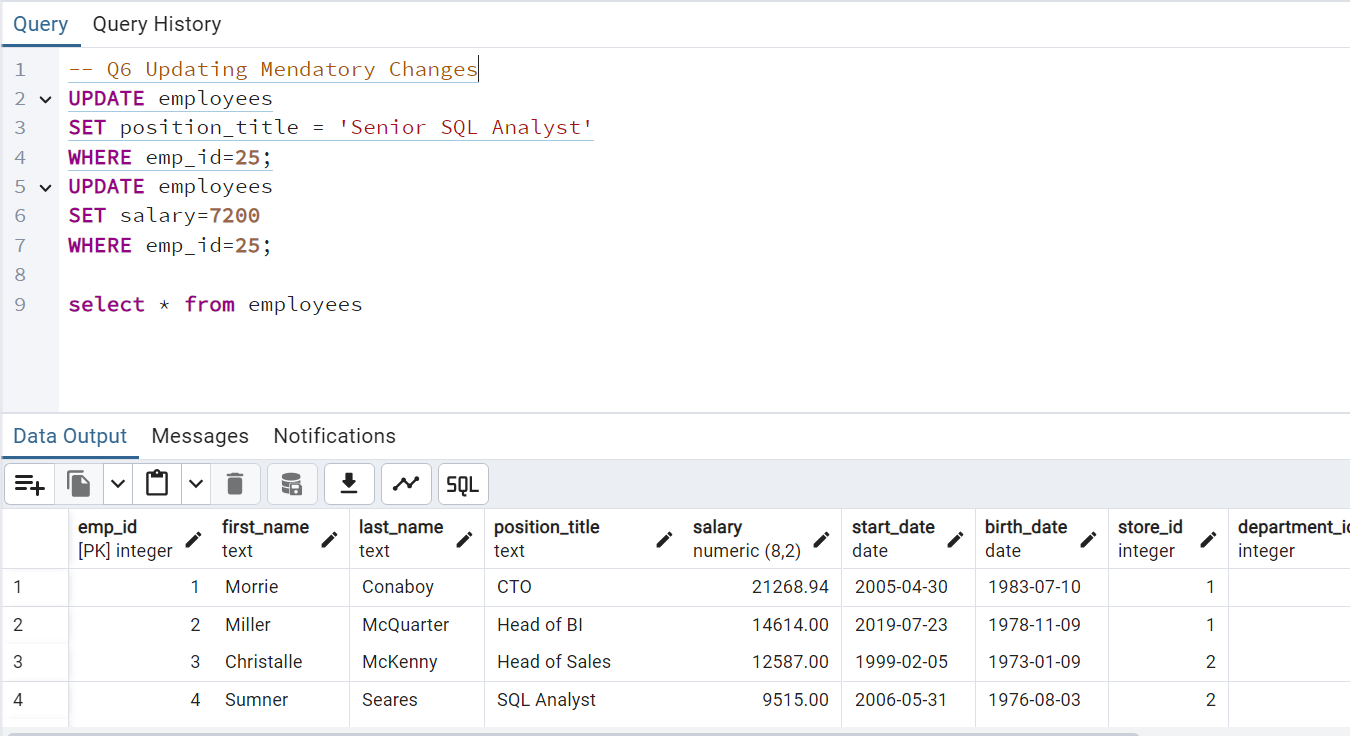 Query Query History
1 -- Q6 Updating Mendatory Changes
2 UPDATE employees
3 SET position_title = 'Senior SQL Analyst'
4 WHERE emp_id=25;
5 UPDATE employees
6 SET salary=7200
7 WHERE emp_id=25;
8
9 select * from employees
Data Output Messages Notifications
SQL
emp_id first_name last_name position_title salary start_date birth_date store_id
[PK] integer text text text numeric (8,2) date date integer integer
1 1 Morrie Conaboy CTO 21268.94 2005-04-30 1983-07-10 1
2 2 Miller McQuarter Head of BI 14614.00 2019-07-23 1978-11-09 1
3 3 Christalle McKenny Head of Sales 12587.00 1999-02-05 1973-01-09 2
4 4 Sumner Seares SQL Analyst 9515.00 2006-05-31 1976-08-03 2